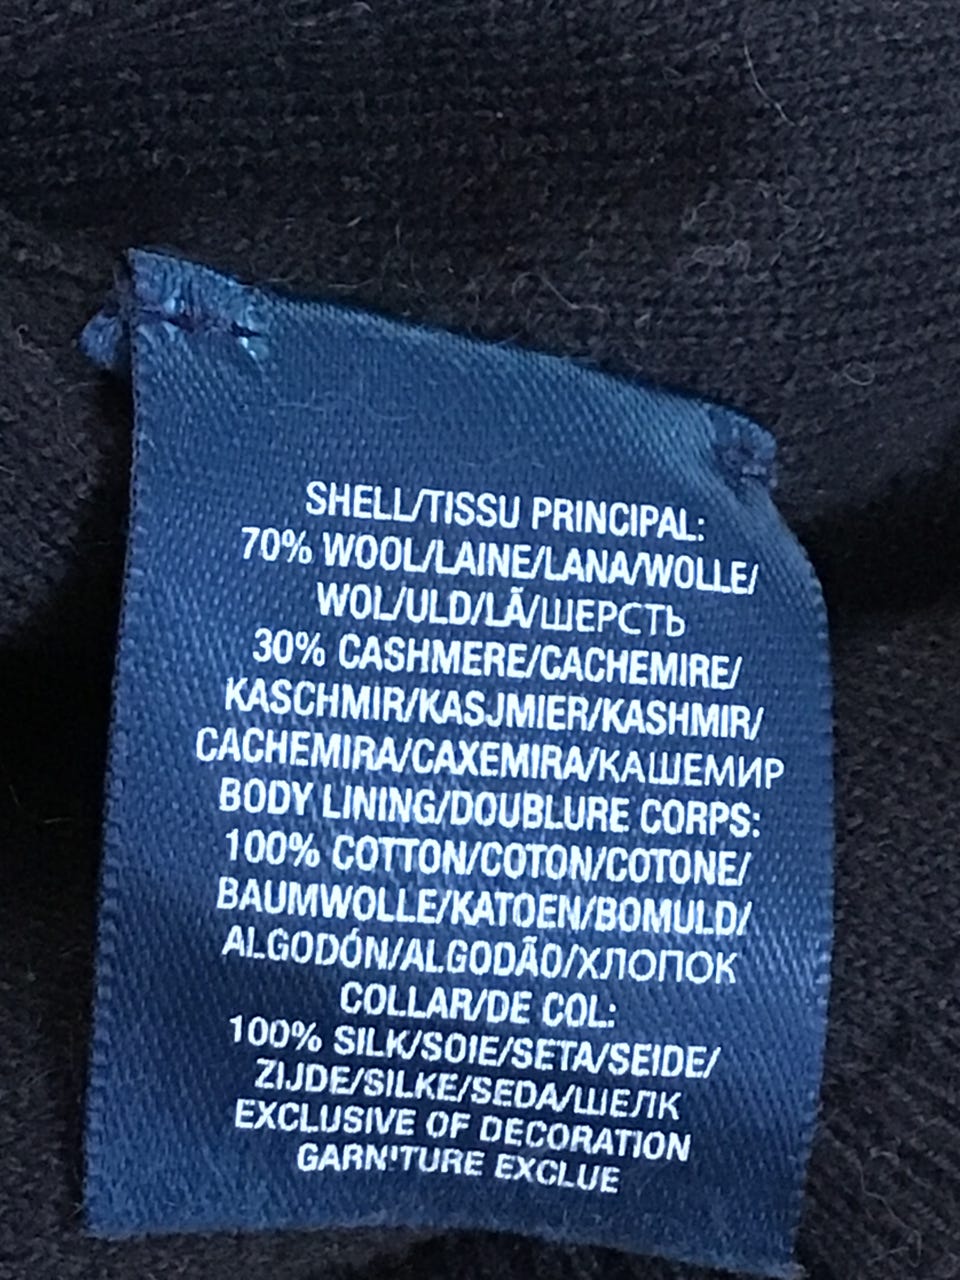 SHELL/TISSU PRINCIPAL:
70% WOOL/LAINE/LANA/WOLLE/
WOL/ULD/LÃ/ШЕРСТЬ
30% CASHMERE/CACHEMIRE/
KASCHMIR/KASJMIER/KASHMIR/
CACHEMIRA/CAXEMIRA/КАШЕМИР
BODY LINING/DOUBLURE CORPS:
100% COTTON/COTON/COTONE/
BAUMWOLLE/KATOEN/BOMULD/
ALGODÓN/ALGODÃO/ХЛОПОК
COLLAR/DE COL:
100% SILK/SOIE/SETA/SEIDE/
ZIJDE/SILKE/SEDA/ШЕЛК
EXCLUSIVE OF DECORATION
GARNITURE EXCLUE